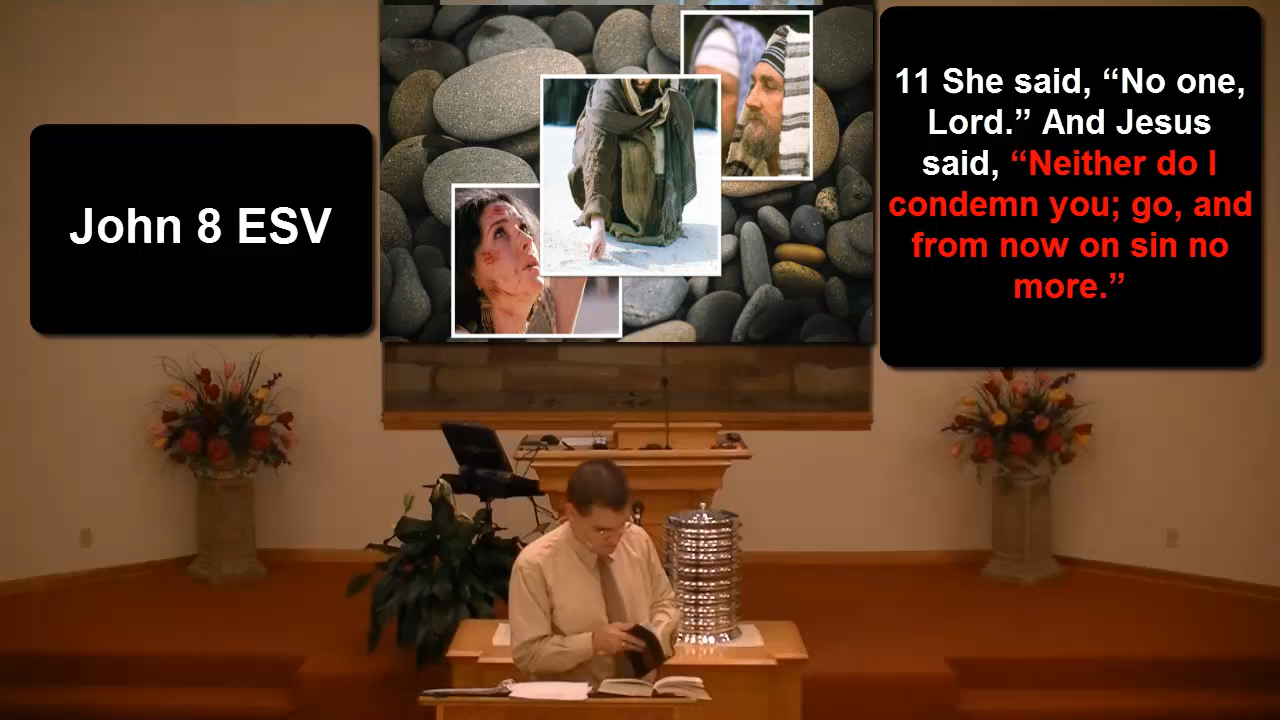 John 8 ESV
11 She said, “No one,
Lord.” And Jesus
said, “Neither do I
condemn you; go, and
from now on sin no
more.”